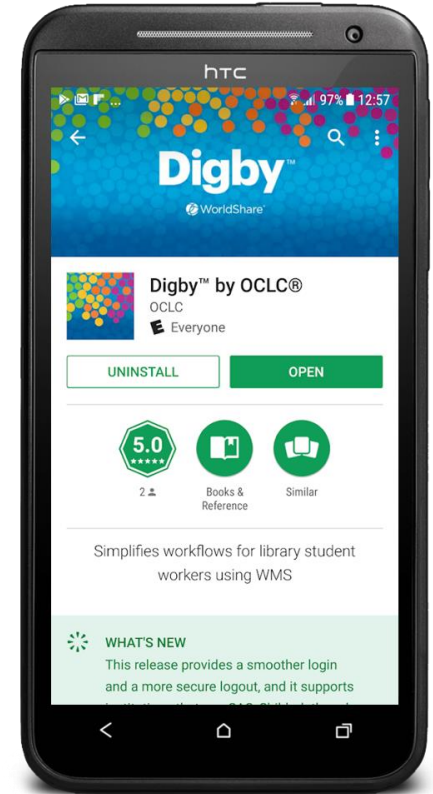 hTC
97% 12:57
Digby™
WorldShare®
Digby™ by OCLC®
OCLC
E Everyone
UNINSTALL
OPEN
5.0
2
Books &
Reference
Similar
Simplifies workflows for library student
workers using WMS
WHAT'S NEW
This release provides a smoother login
and a more secure logout, and it supports